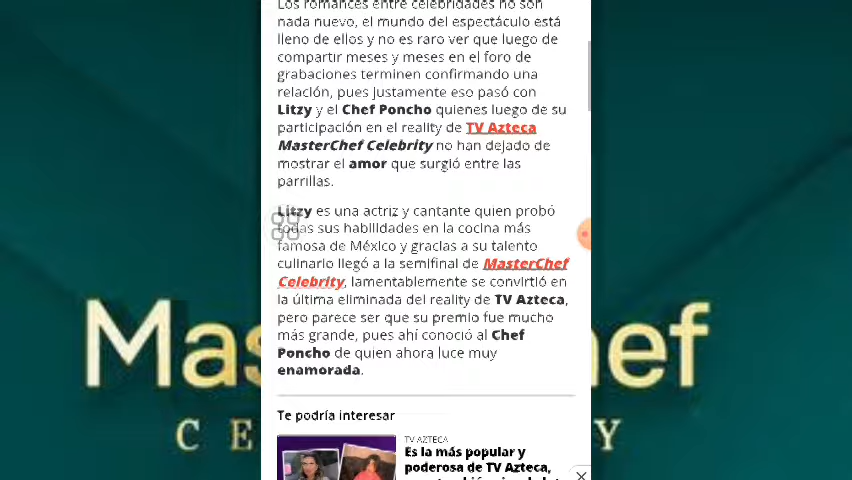 Los romances entre celebridades no son
nada nuevo, el mundo del espectáculo está
lleno de ellos y no es raro ver que luego de
compartir meses y meses en el foro de
grabaciones terminen confirmando una
relación, pues justamente eso pasó con
Litzy y el Chef Poncho quienes luego de su
participación en el reality de TV Azteca
MasterChef Celebrity no han dejado de
mostrar el amor que surgió entre las
parrillas.
Litzy es una actriz y cantante quien probó
todas sus habilidades en la cocina más
famosa de México y gracias a su talento
culinario llegó a la semifinal de MasterChef
Celebrity, lamentablemente se convirtió en
la última eliminada del reality de TV Azteca,
pero parece ser que su premio fue mucho
más grande, pues ahí conoció al Chef
Poncho de quien ahora luce muy
enamorada.
Te podría interesar
TV AZTECA
Es la más popular y
poderosa de TV Azteca,
Mas hef
C E Y